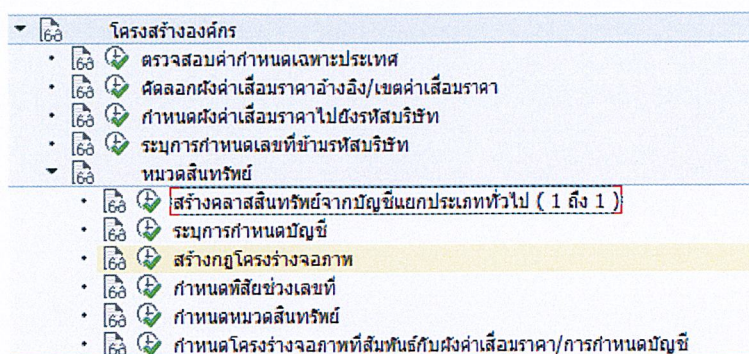 โครงสร้างองค์กร
ตรวจสอบค่ากำหนดเฉพาะประเทศ
คัดลอกผังค่าเสื่อมราคาอ้างอิง/เขตค่าเสื่อมราคา
กำหนดผังค่าเสื่อมราคาไปยังรหัสบริษัท
ระบุการกำหนดเลขที่ข้ามรหัสบริษัท
หมวดสินทรัพย์
สร้างคลาสสินทรัพย์จากบัญชีแยกประเภททั่วไป ( 1 ถึง 1 )
ระบุการกำหนดบัญชี
สร้างกฎโครงร่างจอภาพ
กำหนดพิสัยช่วงเลขที่
กำหนดหมวดสินทรัพย์
กำหนดโครงร่างจอภาพที่สัมพันธ์กับผังค่าเสื่อมราคา/การกำหนดบัญชี